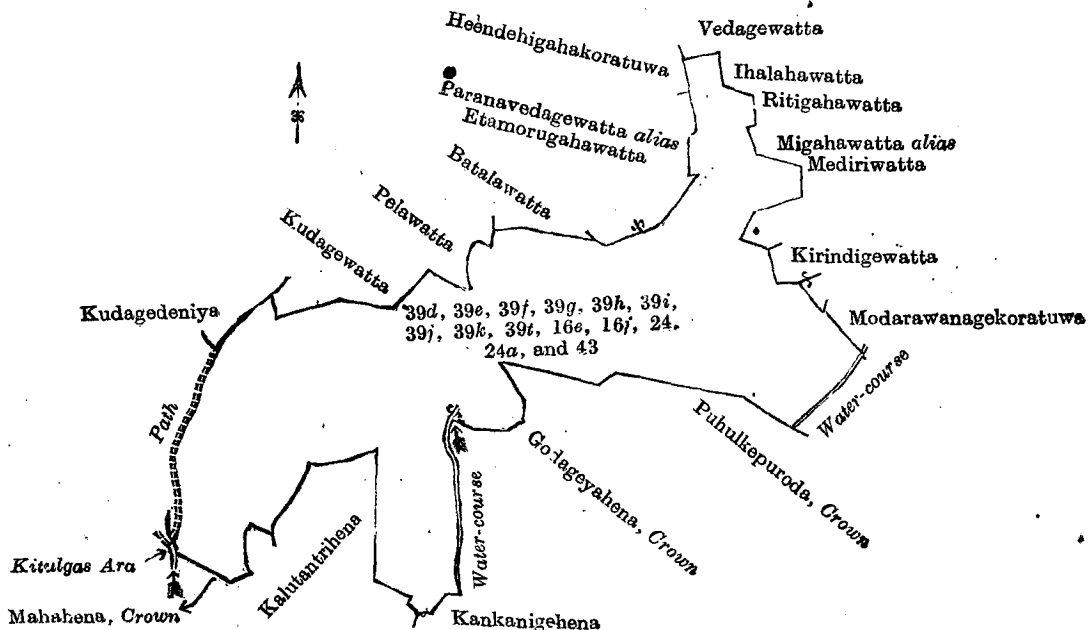 Heendehigahakoratuwa
Vedagewatta
Ihalahawatta
Ritigahawatta
Paranavedagewatta alias
Etamorugahawatta
Migahawatta alias
Mediriwatta
Batalawatta
Pelawatta
Kudagewatta
Kirindigewatta
Kudagedeniya
39d, 39e, 39f, 39g, 39h, 39i,
39j, 39k, 39t, 16e, 16f, 24,
24a, and 43
Modarawanagekoratuwa
Water-course
Path
Puhulkepuroda, Crown
Godageyahena, Crown
Water-course
Kalutantrihena
Kitulgas Ara
Mahahena, Crown
Kankanigehena